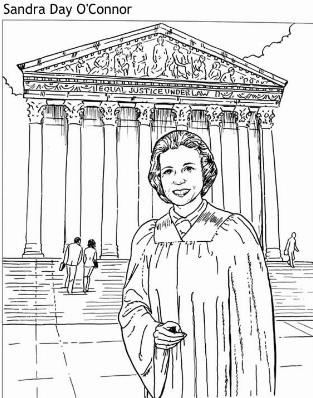 Sandra Day O'Connor
EQUAL JUSTICE UNDER LAW